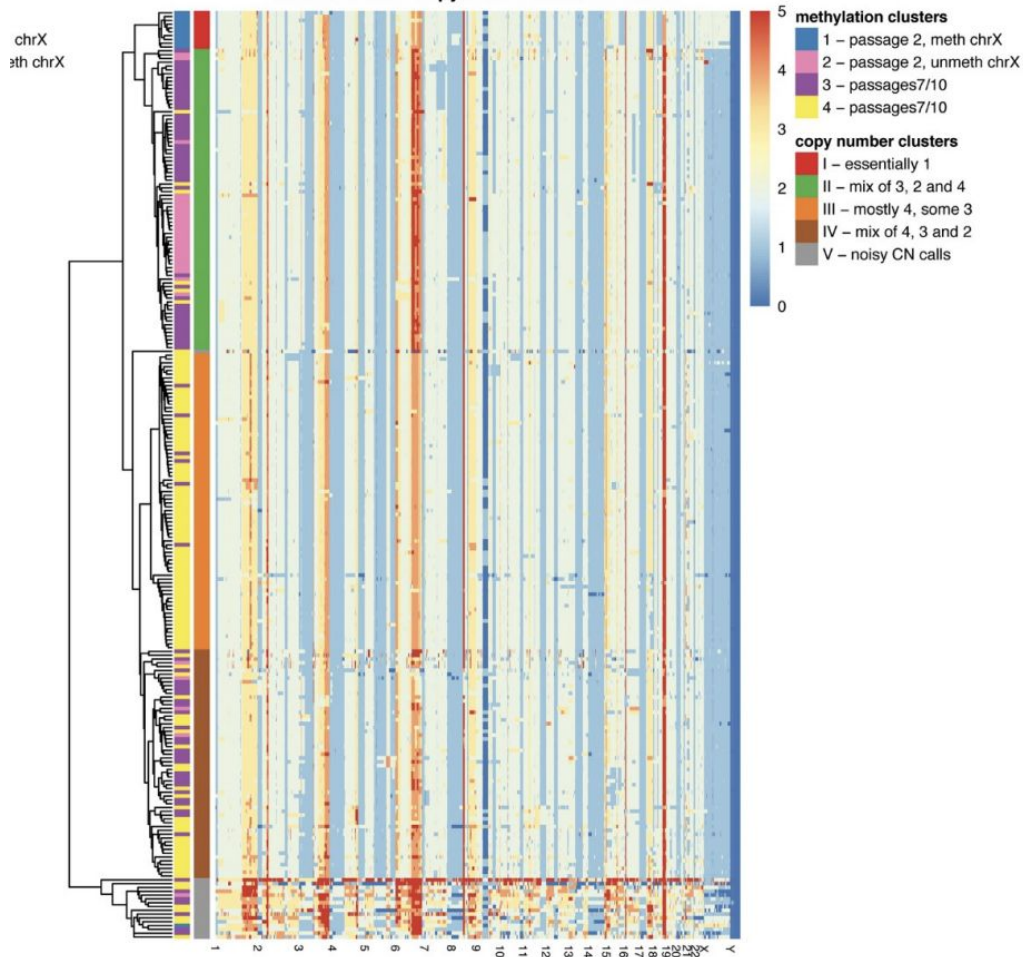 chrX
eth chrX
5
4
3
2
1
0
methylation clusters
1 – passage 2, meth chrX
2 – passage 2, unmeth chrX
3 – passages7/10
4 – passages7/10
copy number clusters
I – essentially 1
II – mix of 3, 2 and 4
III – mostly 4, some 3
IV – mix of 4, 3 and 2
V – noisy CN calls
1 2 3 4 5 6 7 8 9 10 11 12 13 14 15 16 17 18 19 20 21 22 X Y